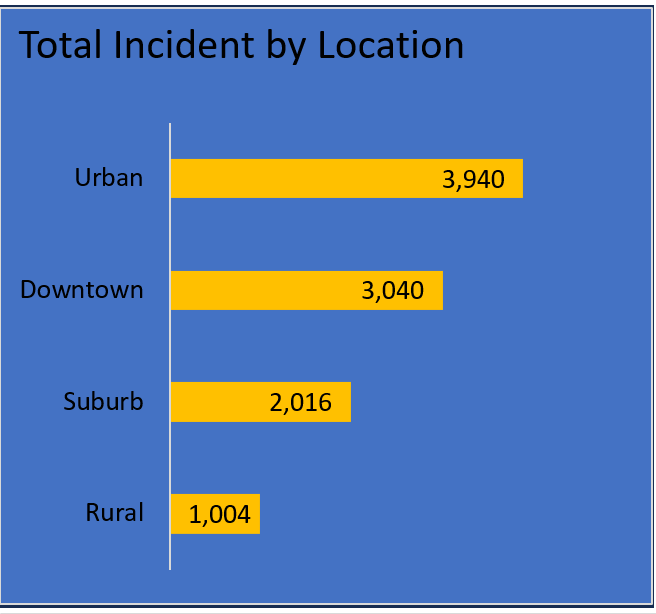 Total Incident by Location
Urban 3,940
Downtown 3,040
Suburb 2,016
Rural 1,004